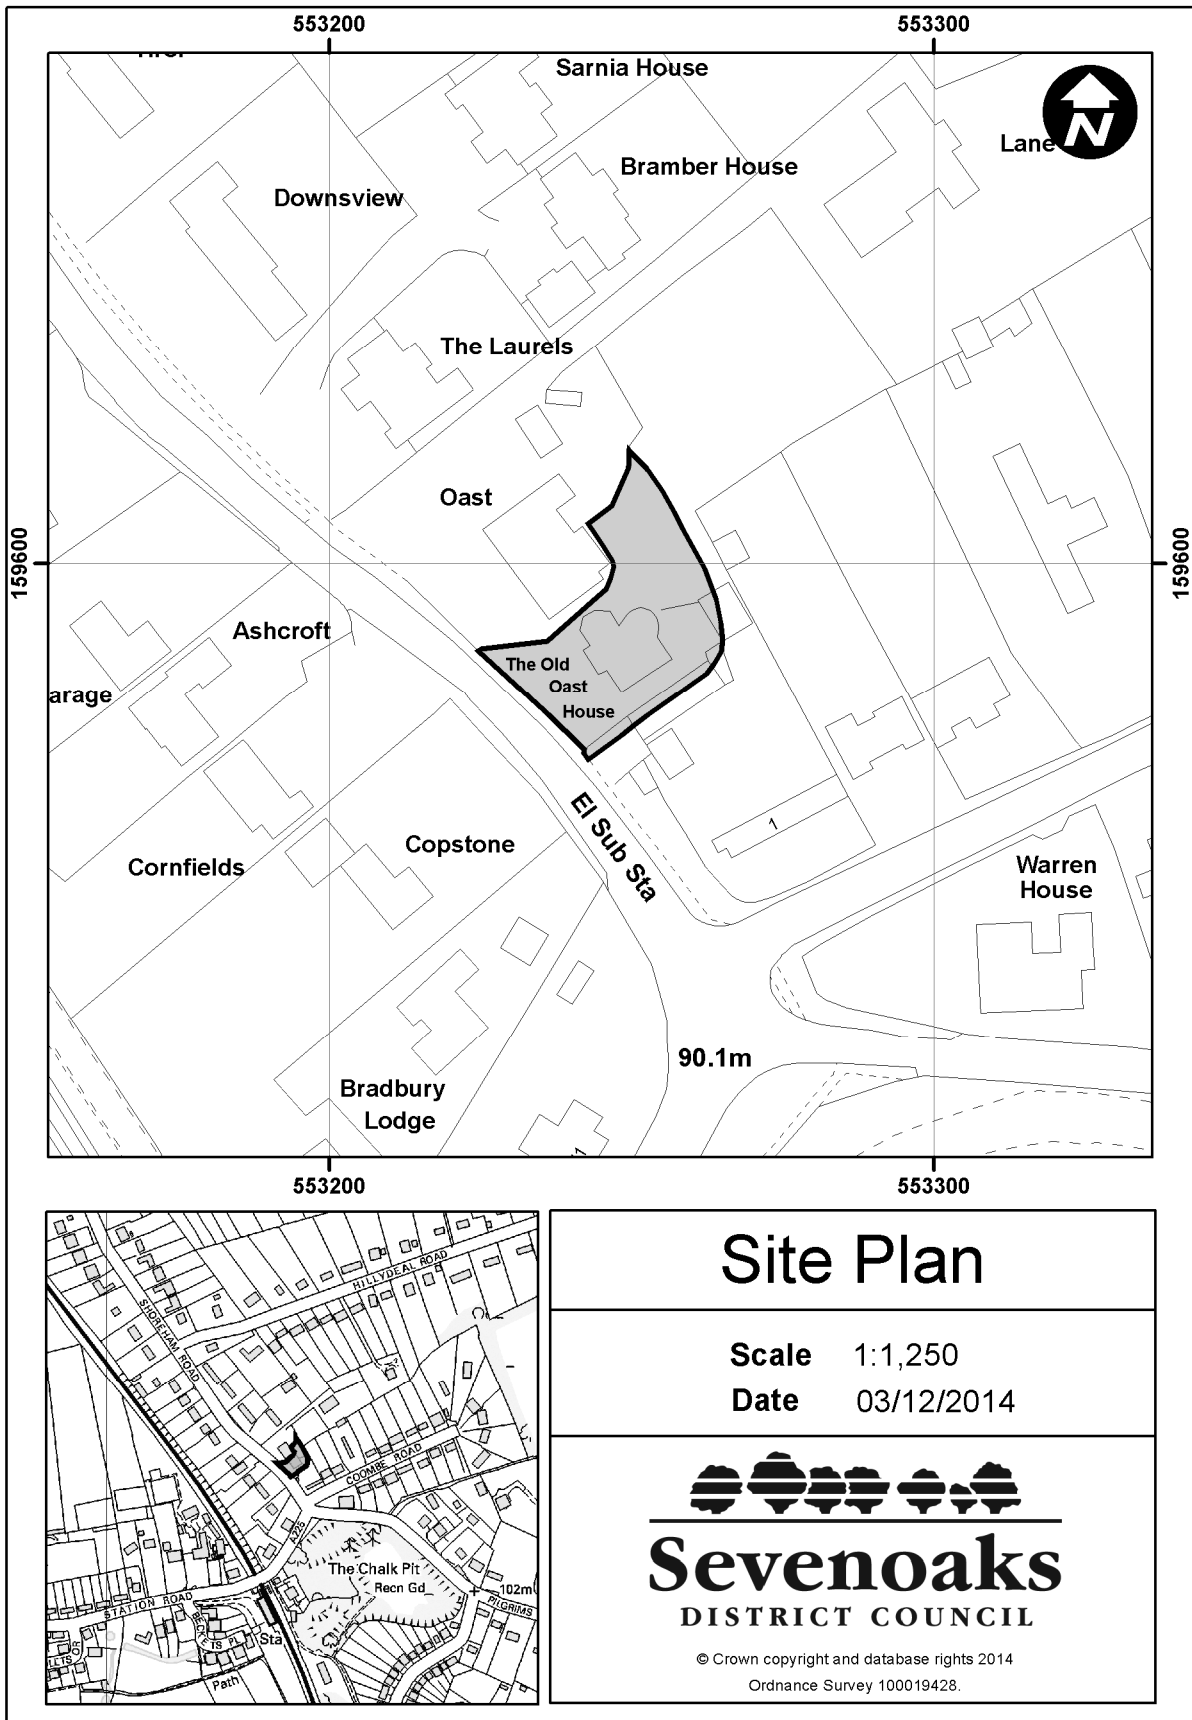 553200
553300
Sarnia House
Lane
N
Bramber House
Downsview
The Laurels
Oast
159600
159600
Ashcroft
The Old
Oast
House
arage
El Sub Sta
1
Copstone
Cornfields
Warren
House
90.1m
Bradbury
Lodge
553200
553300
HILLYDEAL ROAD
SHOREHAM ROAD
COOMBE ROAD
A225
The Chalk Pit
Recn Gd
102m
PILGRIMS
STATION ROAD
BECKETS PL
Sta
Path
Site Plan
Scale 1:1,250
Date 03/12/2014
Sevenoaks
DISTRICT COUNCIL
© Crown copyright and database rights 2014
Ordnance Survey 100019428.